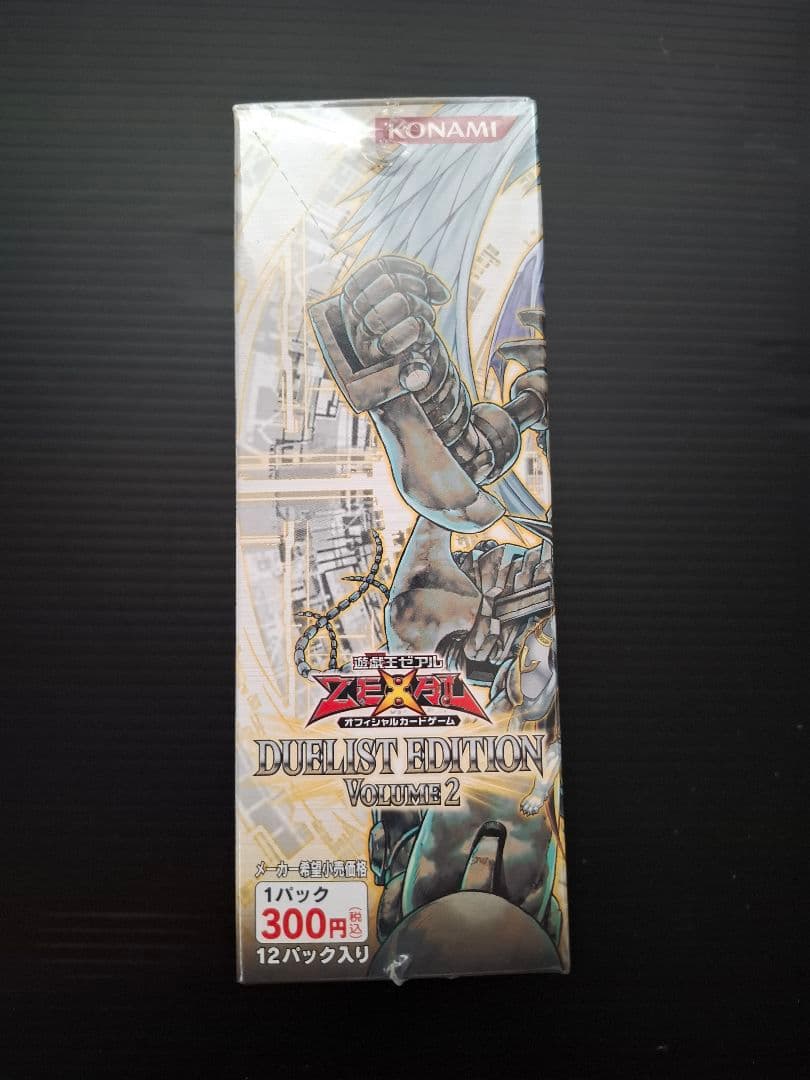 KONAMI
遊戯王ゼアル
ZEXAL
オフィシャルカードゲーム
DUELIST EDITION
VOLUME 2
メーカー希望小売価格
1パック
300円(税込)
12パック入り